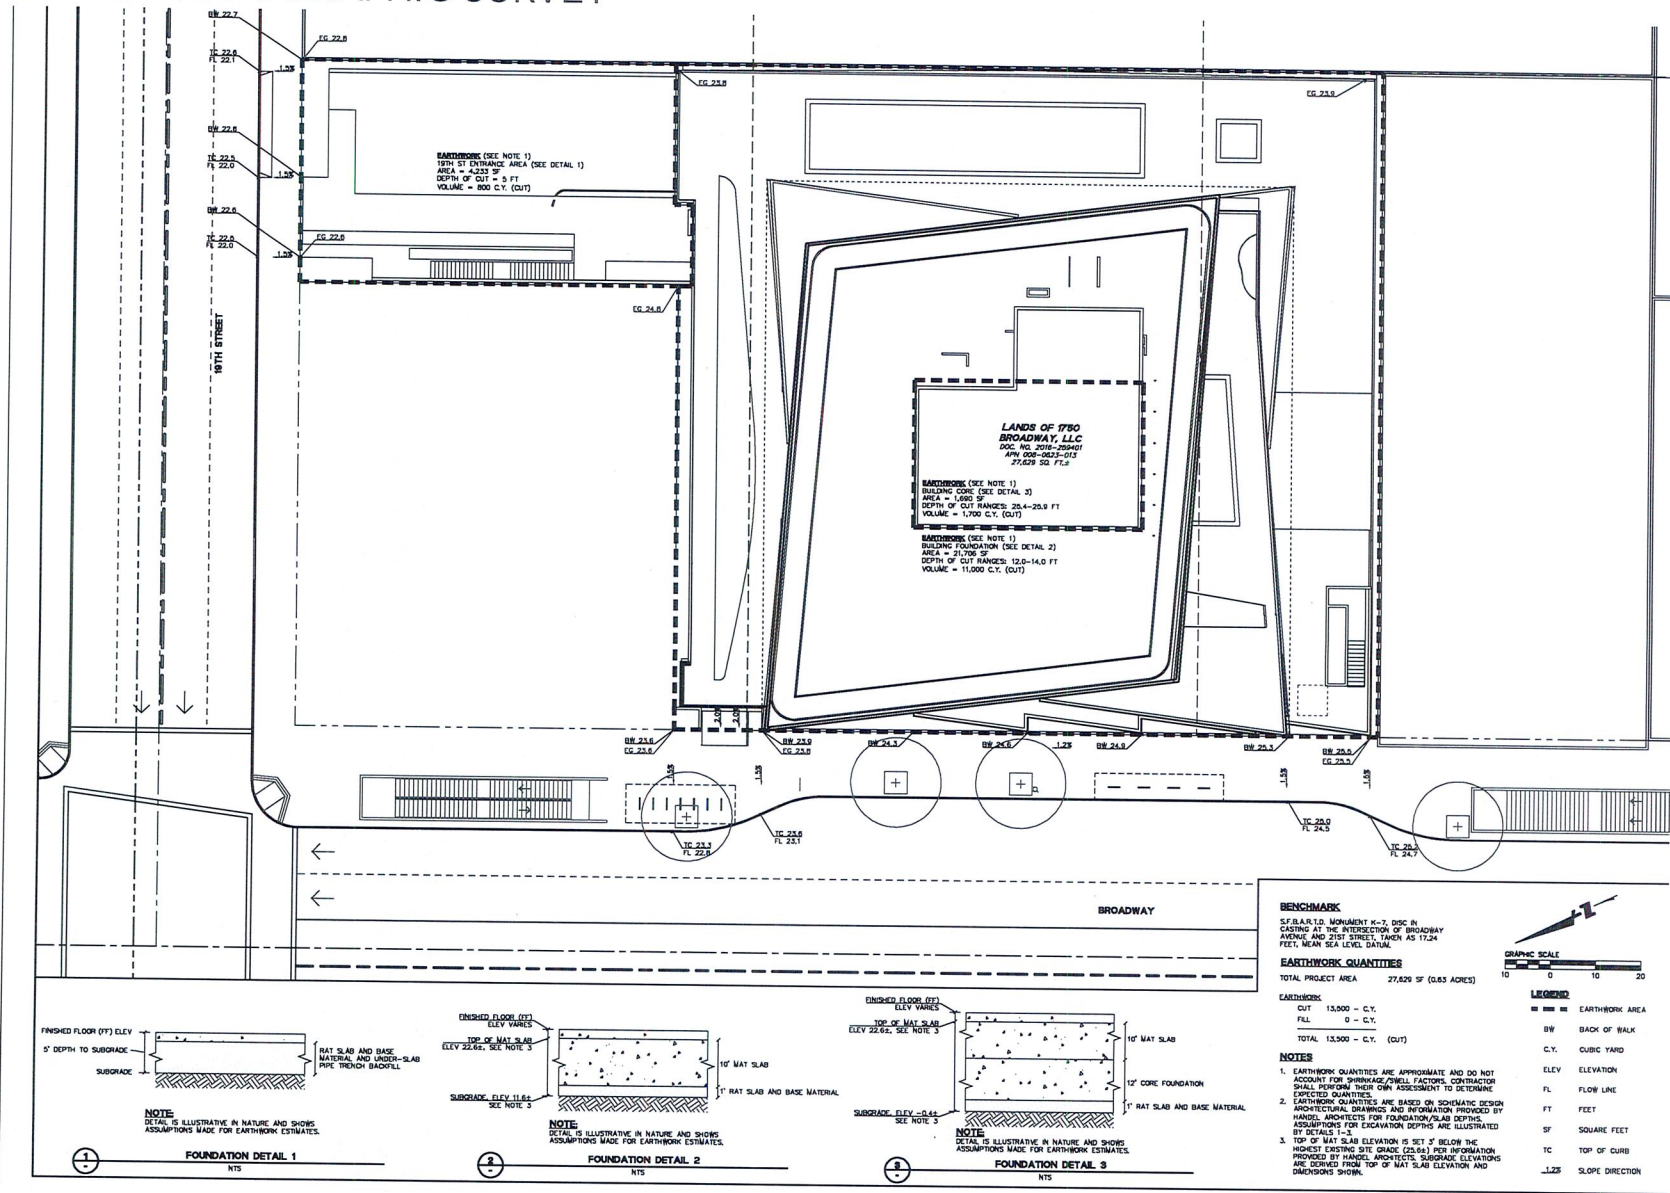 BW 22.7
FG 22.8
TC 22.6
FL 22.1
1.5%
FG 23.8
FG 23.9
BW 22.6
TC 22.5
FL 22.0
1.5%
EARTHWORK (SEE NOTE 1)
19TH ST ENTRANCE AREA (SEE DETAIL 1)
AREA = 4,233 SF
DEPTH OF CUT = 5 FT
VOLUME = 800 C.Y. (CUT)
BW 22.6
FG 22.6
TC 22.5
FL 22.0
1.5%
FG 24.8
19TH STREET
LANDS OF 1750
BROADWAY, LLC
DOC. NO. 2016-259401
APN 008-0623-013
27,629 SQ. FT.±
EARTHWORK (SEE NOTE 1)
BUILDING CORE (SEE DETAIL 3)
AREA = 1,690 SF
DEPTH OF CUT RANGES: 25.4-25.9 FT
VOLUME = 1,700 C.Y. (CUT)
EARTHWORK (SEE NOTE 1)
BUILDING FOUNDATION (SEE DETAIL 2)
AREA = 21,706 SF
DEPTH OF CUT RANGES: 12.0-14.0 FT
VOLUME = 11,000 C.Y. (CUT)
2.0%
2.0%
BW 23.6
FG 23.6
BW 23.9
FG 23.8
BW 24.3
BW 24.6
1.2%
BW 24.9
BW 25.3
BW 25.5
FG 25.5
1.5%
1.5%
1.5%
1.5%
TC 23.3
FL 22.8
TC 23.6
FL 23.1
TC 25.0
FL 24.5
TC 25.2
FL 24.7
BROADWAY
BENCHMARK
S.F.B.A.R.T.D. MONUMENT K-7, DISC IN
CASTING AT THE INTERSECTION OF BROADWAY
AVENUE AND 21ST STREET, TAKEN AS 17.24
FEET, MEAN SEA LEVEL DATUM.
EARTHWORK QUANTITIES
TOTAL PROJECT AREA 27,629 SF (0.63 ACRES)
EARTHWORK
CUT 13,500 - C.Y.
FILL 0 - C.Y.
TOTAL 13,500 - C.Y. (CUT)
NOTES
1. EARTHWORK QUANTITIES ARE APPROXIMATE AND DO NOT
ACCOUNT FOR SHRINKAGE/SWELL FACTORS. CONTRACTOR
SHALL PERFORM THEIR OWN ASSESSMENT TO DETERMINE
EXPECTED QUANTITIES.
2. EARTHWORK QUANTITIES ARE BASED ON SCHEMATIC DESIGN
ARCHITECTURAL DRAWINGS AND INFORMATION PROVIDED BY
HANDEL ARCHITECTS FOR FOUNDATION/SLAB DEPTHS.
ASSUMPTIONS FOR EXCAVATION DEPTHS ARE ILLUSTRATED
BY DETAILS 1-3.
3. TOP OF MAT SLAB ELEVATION IS SET 3' BELOW THE
HIGHEST EXISTING SITE GRADE (25.6±) PER INFORMATION
PROVIDED BY HANDEL ARCHITECTS. SUBGRADE ELEVATIONS
ARE DERIVED FROM TOP OF MAT SLAB ELEVATION AND
DIMENSIONS SHOWN.
Z
GRAPHIC SCALE
10 0 10 20
LEGEND
EARTHWORK AREA
BW BACK OF WALK
C.Y. CUBIC YARD
ELEV ELEVATION
FL FLOW LINE
FT FEET
SF SQUARE FEET
TC TOP OF CURB
1.2% SLOPE DIRECTION
FINISHED FLOOR (FF) ELEV
5' DEPTH TO SUBGRADE
SUBGRADE
RAT SLAB AND BASE
MATERIAL AND UNDER-SLAB
PIPE TRENCH BACKFILL
NOTE:
DETAIL IS ILLUSTRATIVE IN NATURE AND SHOWS
ASSUMPTIONS MADE FOR EARTHWORK ESTIMATES.
1
-
FOUNDATION DETAIL 1
NTS
FINISHED FLOOR (FF)
ELEV VARIES
TOP OF MAT SLAB
ELEV 22.6±, SEE NOTE 3
SUBGRADE, ELEV 11.6±
SEE NOTE 3
10' MAT SLAB
1' RAT SLAB AND BASE MATERIAL
NOTE:
DETAIL IS ILLUSTRATIVE IN NATURE AND SHOWS
ASSUMPTIONS MADE FOR EARTHWORK ESTIMATES.
2
-
FOUNDATION DETAIL 2
NTS
FINISHED FLOOR (FF)
ELEV VARIES
TOP OF MAT SLAB
ELEV 22.6±, SEE NOTE 3
SUBGRADE, ELEV -0.4±
SEE NOTE 3
10' MAT SLAB
12' CORE FOUNDATION
1' RAT SLAB AND BASE MATERIAL
NOTE:
DETAIL IS ILLUSTRATIVE IN NATURE AND SHOWS
ASSUMPTIONS MADE FOR EARTHWORK ESTIMATES.
3
-
FOUNDATION DETAIL 3
NTS